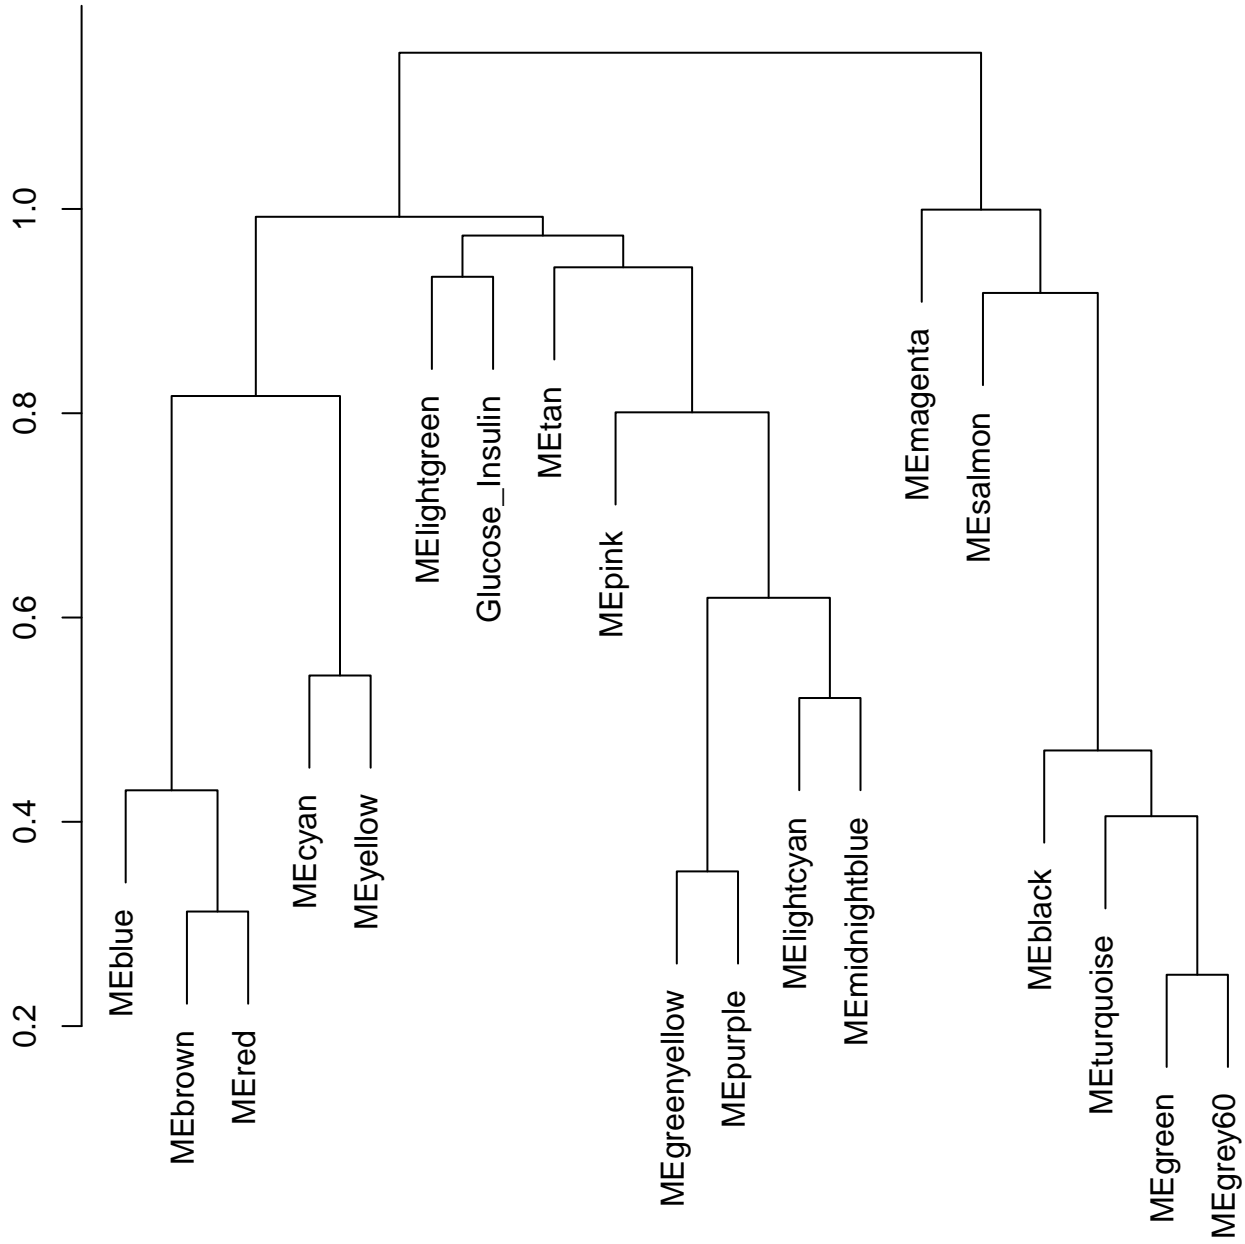 1.0
0.8
0.6
0.4
0.2
MEblue
MEbrown
MEred
MEcyan
MEyellow
MElightgreen
Glucose_Insulin
MEtan
MEpink
MEgreenyellow
MEpurple
MElightcyan
MEmidnightblue
MEmagenta
MEsalmon
MEblack
MEturquoise
MEgreen
MEgrey60